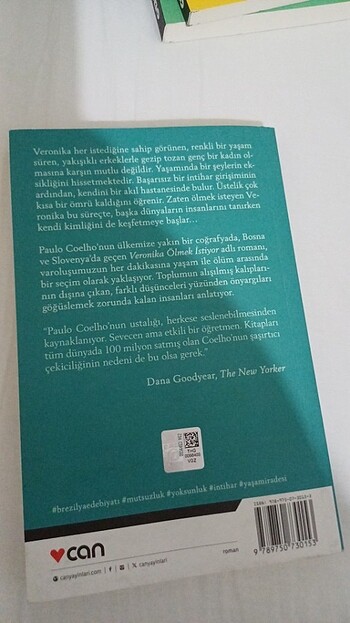 Veronika her istediğine sahip görünen, renkli bir yaşam
süren, yakışıklı erkeklerle gezip tozan genç bir kadın ol-
masına karşın mutlu değildir. Yaşamında bir şeylerin ek-
sikliğini hissetmektedir. Başarısız bir intihar girişiminin
ardından, kendini bir akıl hastanesinde bulur. Üstelik çok
kısa bir ömrü kaldığını öğrenir. Zaten ölmek isteyen Ve-
ronika bu süreçte, başka dünyaların insanlarını tanırken
kendi kimliğini de keşfetmeye başlar...
Paulo Coelho'nun ülkemize yakın bir coğrafyada, Bosna
ve Slovenya'da geçen Veronika Ölmek İstiyor adlı romanı,
varoluşumuzun her dakikasına yaşam ile ölüm arasında
bir seçim olarak yaklaşıyor. Toplumun alışılmış kalıpları-
nın dışına çıkan, farklı düşünceleri yüzünden önyargıları
göğüslemek zorunda kalan insanları anlatıyor.
"Paulo Coelho'nun ustalığı, herkese seslenebilmesinden
kaynaklanıyor. Sevecen ama etkili bir öğretmen. Kitapları
tüm dünyada 100 milyon satmış olan Coelho'nun şaşırtıcı
çekiciliğinin nedeni de bu olsa gerek."
Dana Goodyear, The New Yorker
#brezilyaedebiyatı #mutsuzluk #yoksunluk #intihar #yaşamiradesi
can
roman
canyayinlari.com
canyayinlari
9 789750 730153